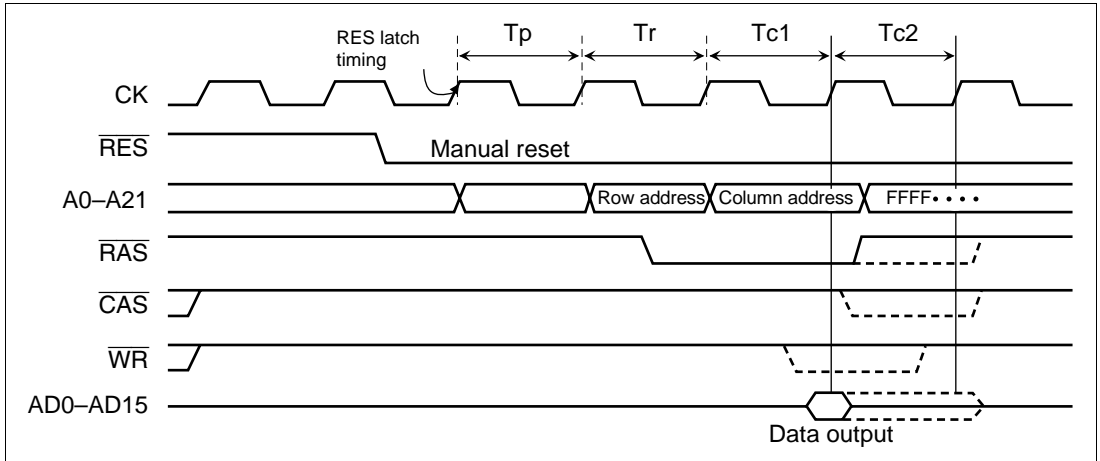 RES latch
timing
Tp
Tr
Tc1
Tc2
CK
RES
Manual reset
A0–A21
Row address
Column address
FFFF • • • •
RAS
CAS
WR
AD0–AD15
Data output